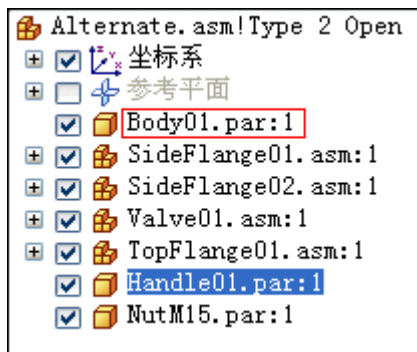 Alternate.asm!Type 2 Open
坐标系
参考平面
Body01.par:1
SideFlange01.asm:1
SideFlange02.asm:1
Valve01.asm:1
TopFlange01.asm:1
Handle01.par:1
NutM15.par:1